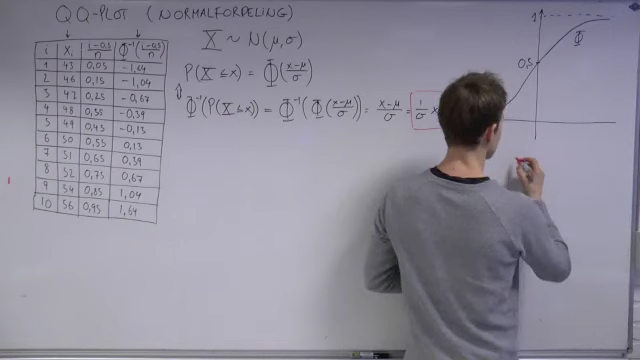 QQ-PLOT (NORMALFORDELING)
i xᵢ (i-0,5)/n Φ⁻¹((i-0,5)/n)
1 43 0,05 -1,64
2 46 0,15 -1,04
3 42 0,25 -0,67
4 48 0,35 -0,39
5 49 0,45 -0,13
6 50 0,55 0,13
7 51 0,65 0,39
8 52 0,75 0,67
9 54 0,85 1,04
10 56 0,95 1,64
X ~ N(μ,σ)
P(X≤x) = Φ((x-μ)/σ)
⇕ Φ⁻¹(P(X≤x)) = Φ⁻¹(Φ((x-μ)/σ)) = (x-μ)/σ = 1/σ x
1
Φ
0,5